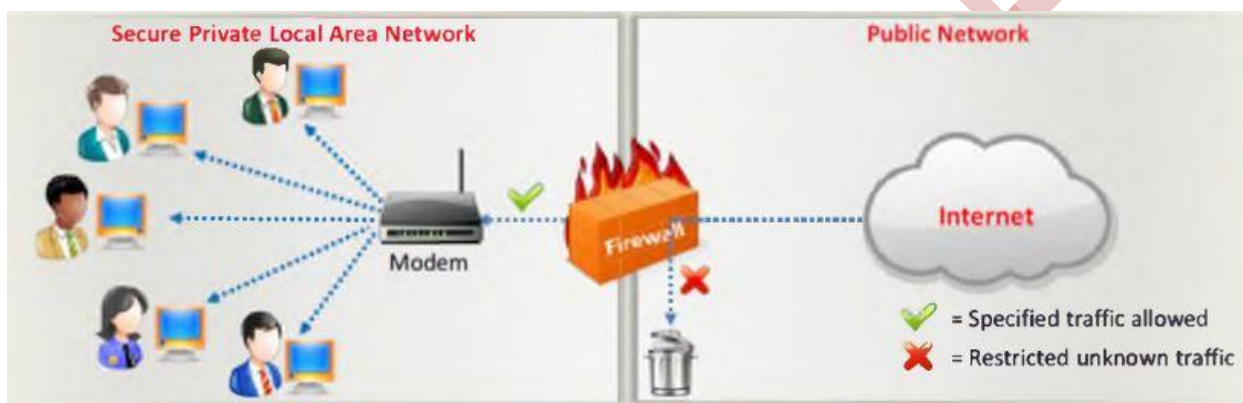 Secure Private Local Area Network
Public Network
Modem
Firewall
Internet
= Specified traffic allowed
= Restricted unknown traffic